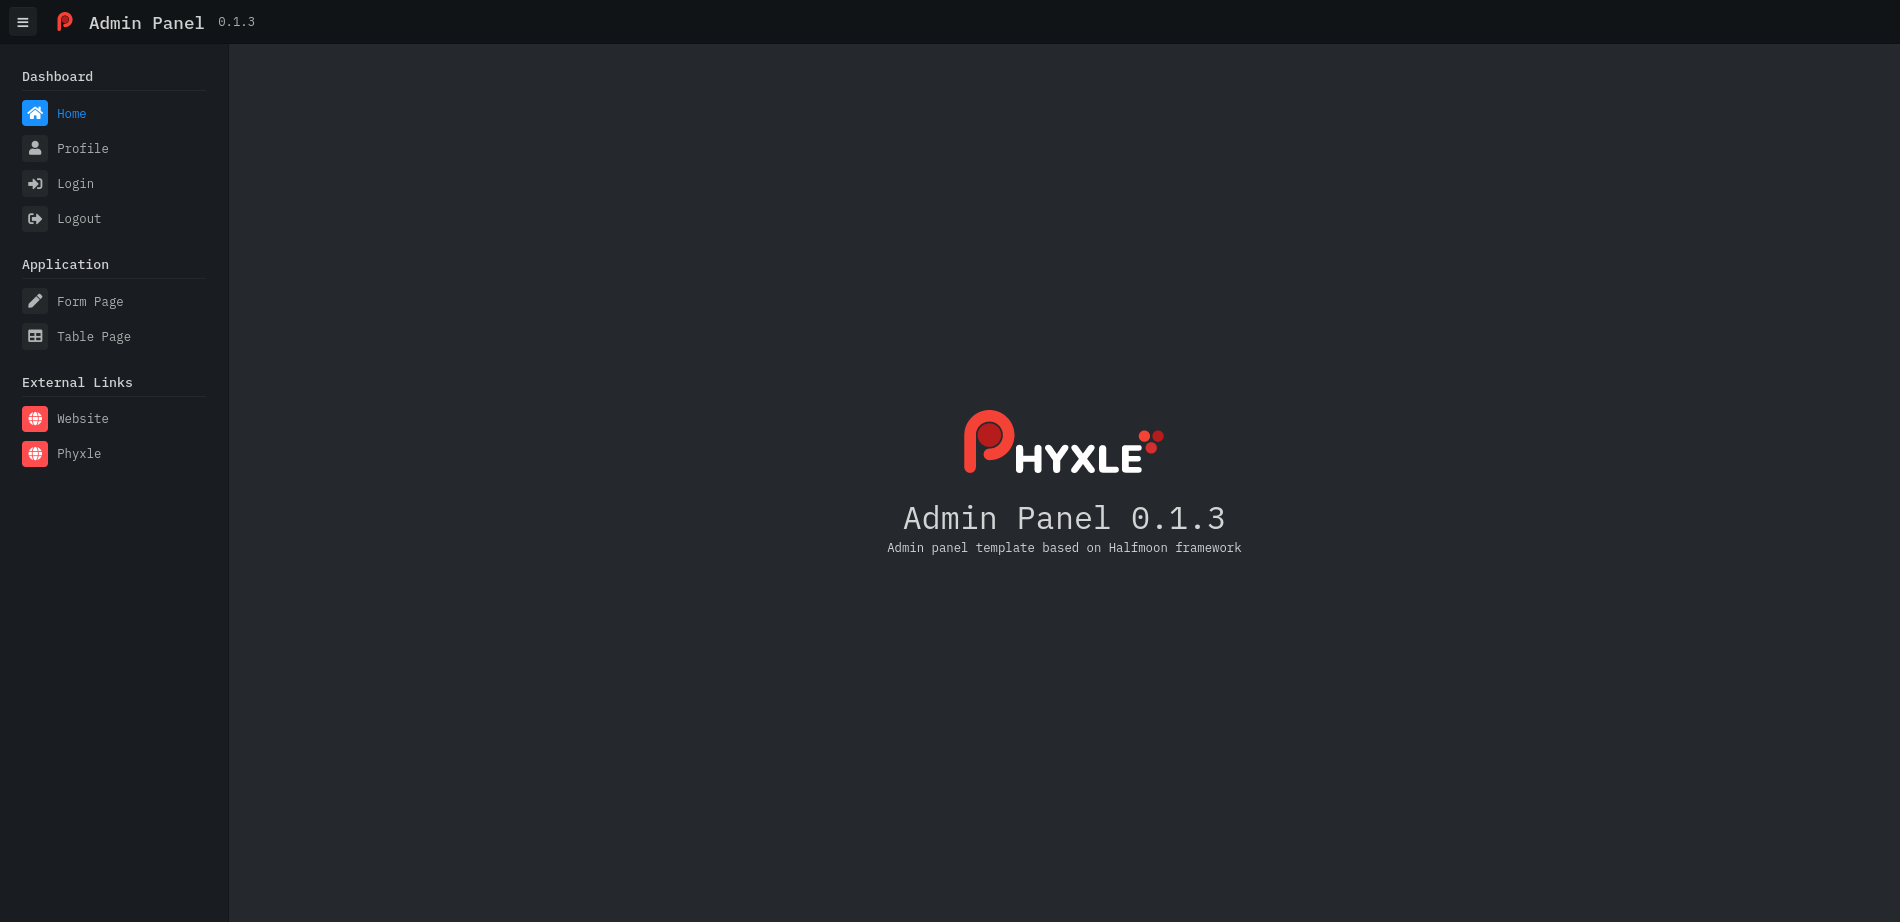 Admin Panel 0.1.3
Dashboard
Home
Profile
Login
Logout
Application
Form Page
Table Page
External Links
Website
Phyxle
PHYXLE
Admin Panel 0.1.3
Admin panel template based on Halfmoon framework